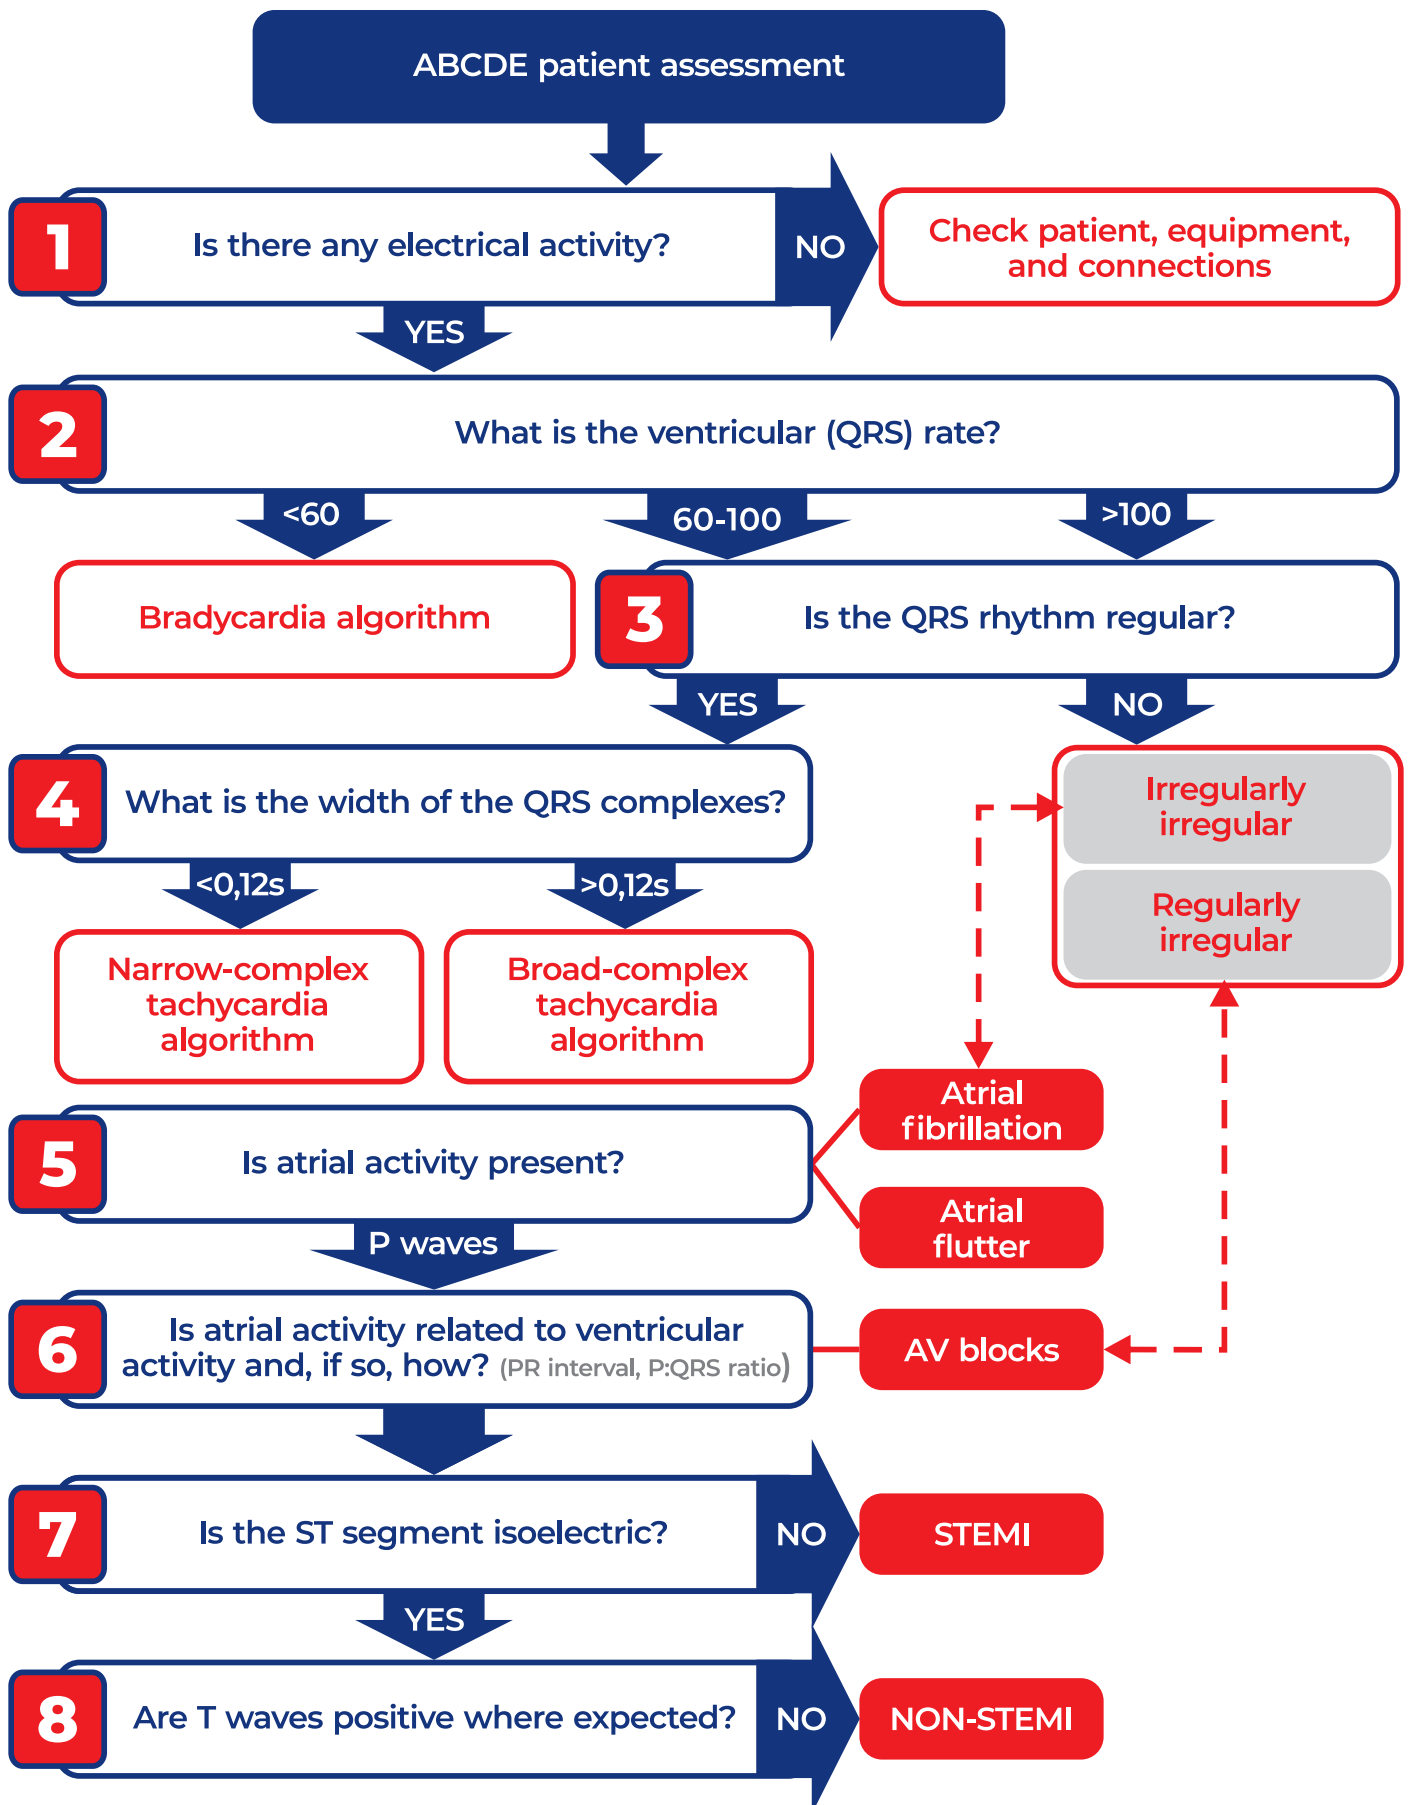 ABCDE patient assessment
1
Is there any electrical activity?
NO
Check patient, equipment,
and connections
YES
2
What is the ventricular (QRS) rate?
<60
60-100
>100
Bradycardia algorithm
3
Is the QRS rhythm regular?
YES
NO
4
What is the width of the QRS complexes?
Irregularly
irregular
Regularly
irregular
<0,12s
>0,12s
Narrow-complex
tachycardia
algorithm
Broad-complex
tachycardia
algorithm
5
Is atrial activity present?
Atrial
fibrillation
Atrial
flutter
P waves
6
Is atrial activity related to ventricular
activity and, if so, how? (PR interval, P:QRS ratio)
AV blocks
7
Is the ST segment isoelectric?
NO
STEMI
YES
8
Are T waves positive where expected?
NO
NON-STEMI